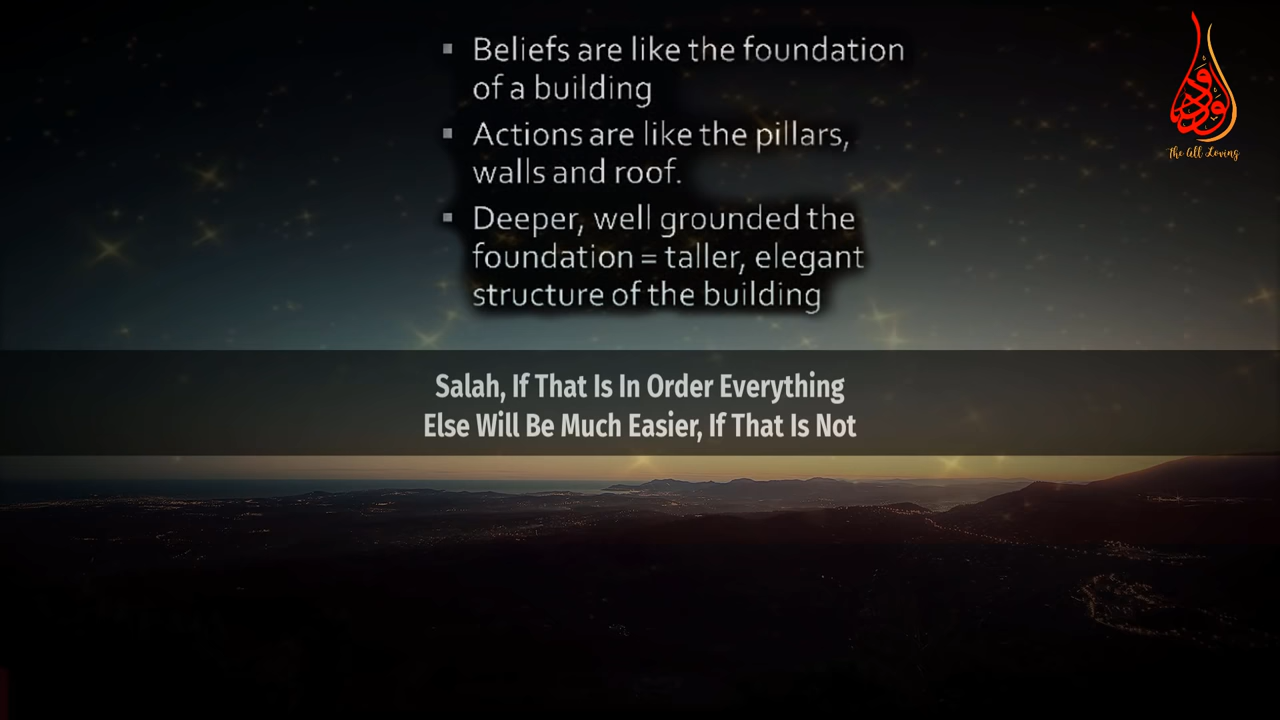 ▪ Beliefs are like the foundation
of a building
▪ Actions are like the pillars,
walls and roof.
▪ Deeper, well grounded the
foundation = taller, elegant
structure of the building
الودود
The All Loving
Salah, If That Is In Order Everything
Else Will Be Much Easier, If That Is Not